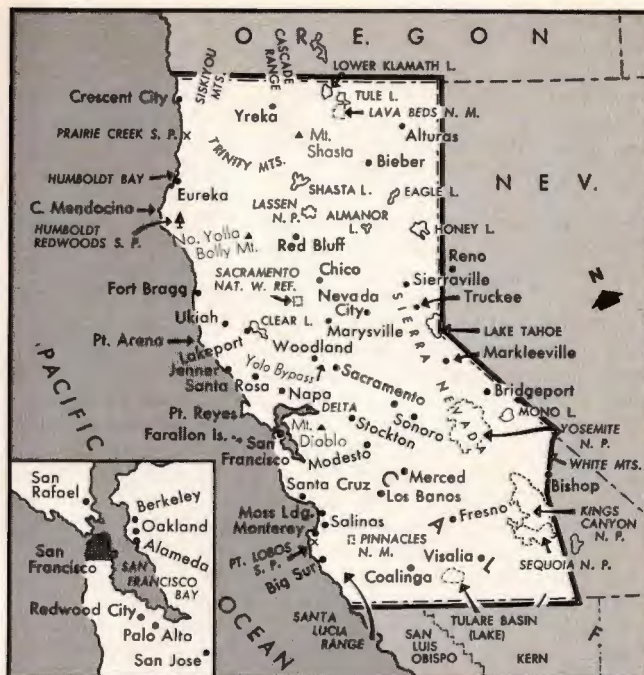 OREGON
CASCADE
RANGE
SISKIYOU
MTS.
LOWER KLAMATH L.
TULE L.
LAVA BEDS N. M.
Crescent City
Yreka
Alturas
PRAIRIE CREEK S. P.
Mt.
Shasta
TRINITY MTS.
Bieber
HUMBOLDT BAY
Eureka
SHASTA L.
EAGLE L.
NEV.
C. Mendocino
LASSEN
N. P.
ALMANOR
L.
HONEY L.
HUMBOLDT
REDWOODS S. P.
No. Yolla
Bolly Mt.
Red Bluff
Reno
SACRAMENTO
NAT. W. REF.
Chico
Sierraville
N
Fort Bragg
Nevada
City
Truckee
Ukiah
CLEAR L.
Marysville
SIERRA NEVADA
LAKE TAHOE
Pt. Arena
Lakeport
Woodland
Markleeville
PACIFIC
OCEAN
Jenner
Yolo Bypass
Santa Rosa
Sacramento
Bridgeport
Napa
MONO L.
Pt. Reyes
DELTA
Sonoro
YOSEMITE
N. P.
Farallon Is.
Mt.
Diablo
Stockton
San
Francisco
Modesto
WHITE MTS.
Merced
Bishop
Santa Cruz
Los Banos
C
A
L
I
F.
Moss Ldg.
Fresno
KINGS
CANYON
N. P.
Monterey
Salinas
PINNACLES
N. M.
Visalia
SEQUOIA N. P.
PT. LOBOS
S. P.
Big Sur
Coalinga
TULARE BASIN
(LAKE)
SANTA
LUCIA
RANGE
SAN
LUIS
OBISPO
KERN
San
Rafael
Berkeley
Oakland
Alameda
San
Francisco
SAN
FRANCISCO
BAY
Redwood City
Palo Alto
San Jose